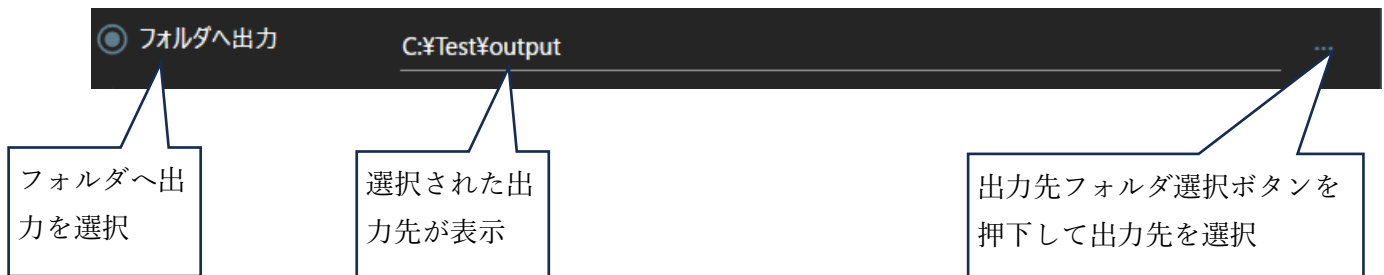 フォルダへ出力
C:¥Test¥output
...
フォルダへ出
力を選択
選択された出
力先が表示
出力先フォルダ選択ボタンを
押下して出力先を選択